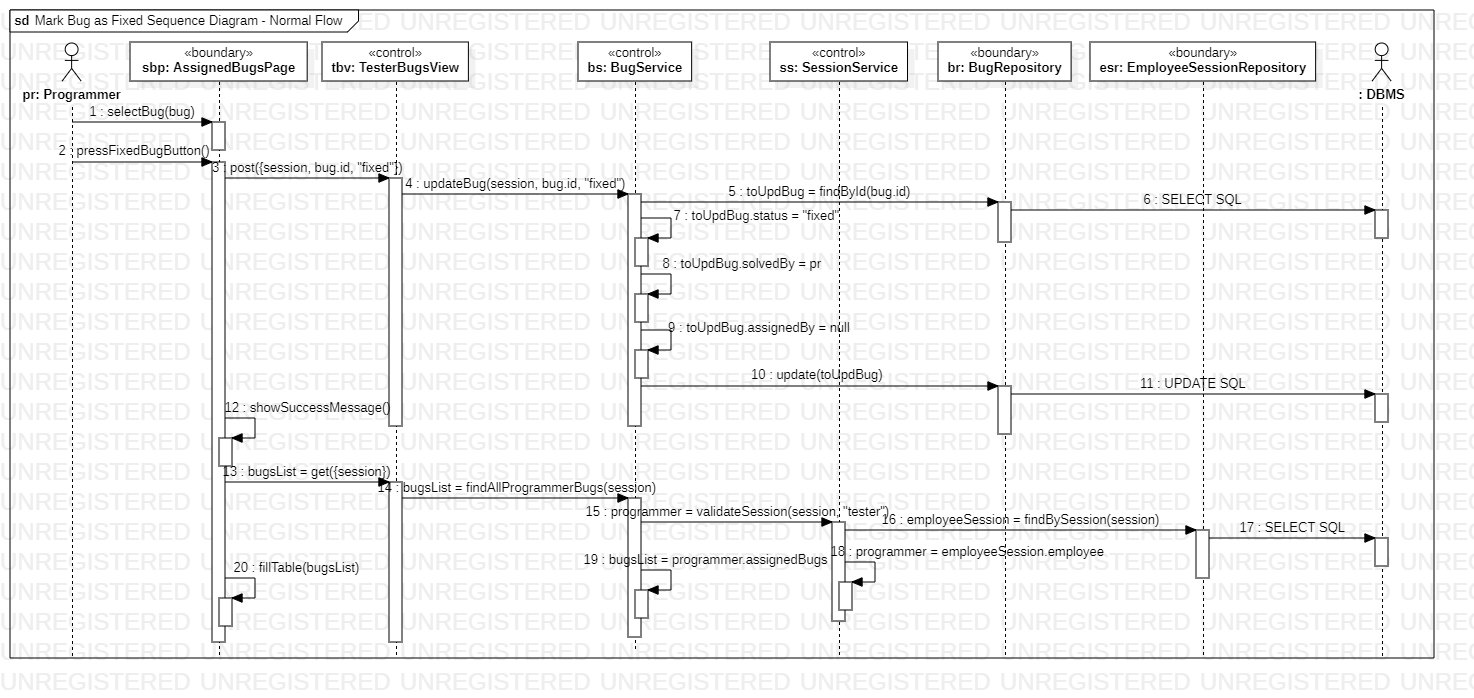 sd Mark Bug as Fixed Sequence Diagram - Normal Flow
«boundary»
sbp: AssignedBugsPage
«control»
tbv: TesterBugsView
«control»
bs: BugService
«control»
ss: SessionService
«boundary»
br: BugRepository
«boundary»
esr: EmployeeSessionRepository
pr: Programmer
: DBMS
1 : selectBug(bug)
2 : pressFixedBugButton()
3 : post({session, bug.id, "fixed"})
4 : updateBug(session, bug.id, "fixed")
5 : toUpdBug = findById(bug.id)
6 : SELECT SQL
7 : toUpdBug.status = "fixed"
8 : toUpdBug.solvedBy = pr
9 : toUpdBug.assignedBy = null
10 : update(toUpdBug)
11 : UPDATE SQL
12 : showSuccessMessage()
13 : bugsList = get({session})
14 : bugsList = findAllProgrammerBugs(session)
15 : programmer = validateSession(session, "tester")
16 : employeeSession = findBySession(session)
17 : SELECT SQL
18 : programmer = employeeSession.employee
19 : bugsList = programmer.assignedBugs
20 : fillTable(bugsList)
UNREGISTERED